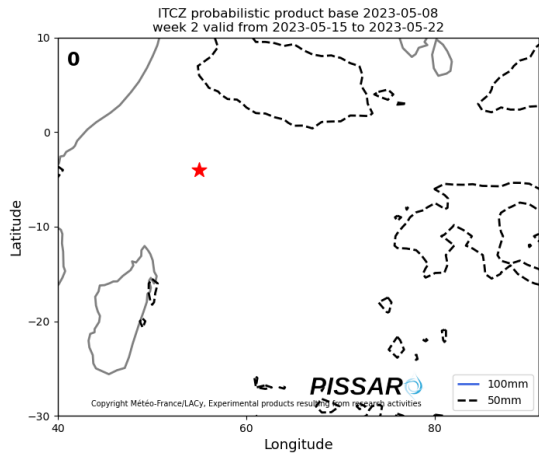 ITCZ probabilistic product base 2023-05-08
week 2 valid from 2023-05-15 to 2023-05-22
10
0
0
Latitude
−10
−20
−30
PISSARO
100mm
50mm
Copyright Météo-France/LACy, Experimental products resulting from research activities
40
60
80
Longitude